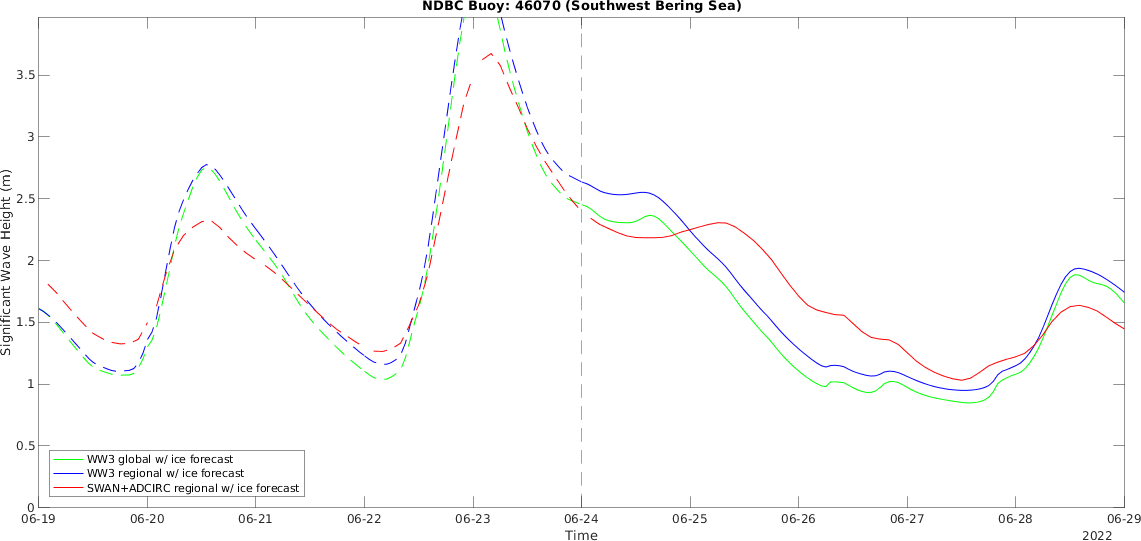 NDBC Buoy: 46070 (Southwest Bering Sea)
Significant Wave Height (m)
3.5
3
2.5
2
1.5
1
0.5
0
WW3 global w/ ice forecast
WW3 regional w/ ice forecast
SWAN+ADCIRC regional w/ ice forecast
06-19 06-20 06-21 06-22 06-23 06-24 06-25 06-26 06-27 06-28 06-29
Time
2022